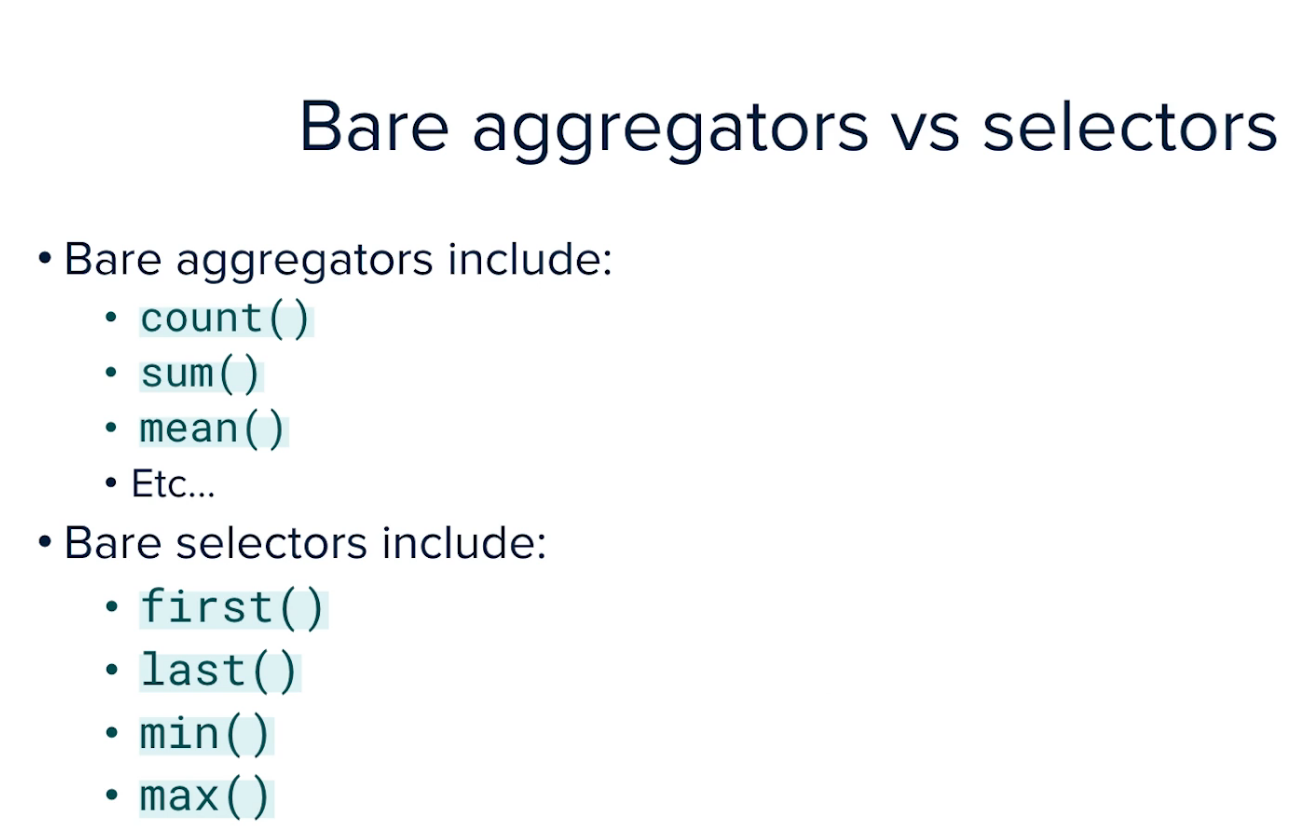 Bare aggregators vs selectors
• Bare aggregators include:
• count()
• sum()
• mean()
• Etc...
• Bare selectors include:
• first()
• last()
• min()
• max()